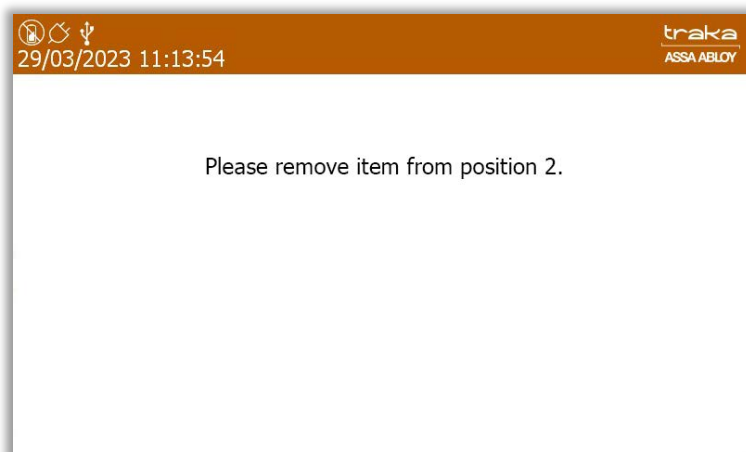 29/03/2023 11:13:54
traka
ASSA ABLOY
Please remove item from position 2.